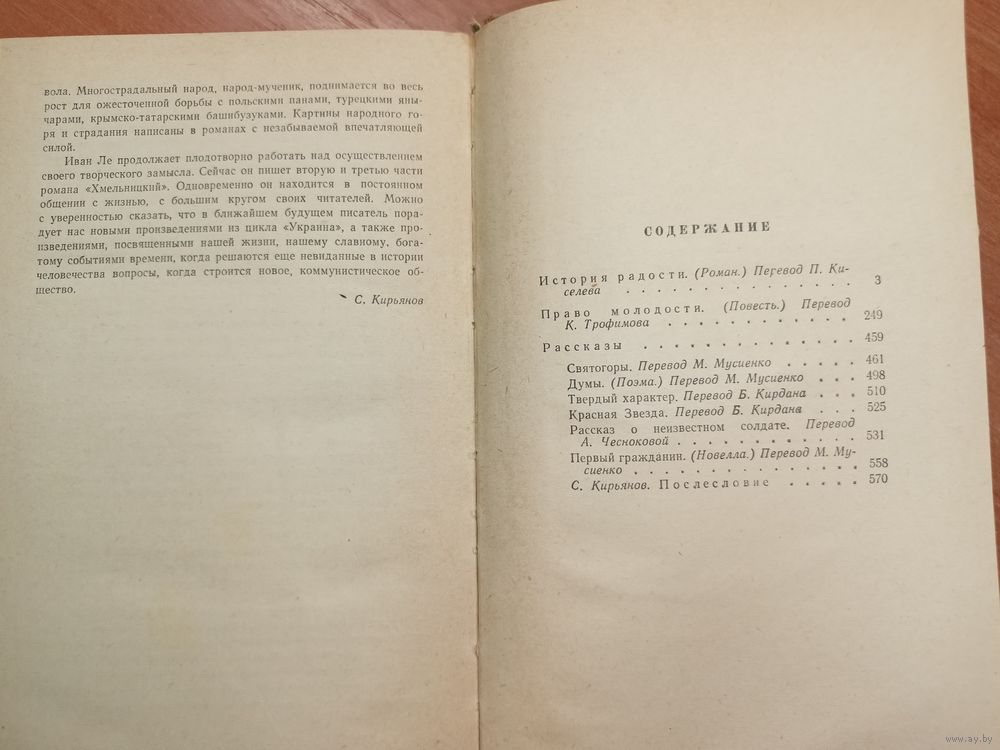 вола. Многострадальный народ, народ-мученик, поднимается во весь
рост для ожесточенной борьбы с польскими панами, турецкими яны-
чарами, крымско-татарскими башибузуками. Картины народного го-
ря и страдания написаны в романах с незабываемой впечатляющей
силой.
Иван Ле продолжает плодотворно работать над осуществлением
своего творческого замысла. Сейчас он пишет вторую и третью части
романа «Хмельницкий». Одновременно он находится в постоянном
общении с жизнью, с большим кругом своих читателей. Можно
с уверенностью сказать, что в ближайшем будущем писатель пора-
дует нас новыми произведениями из цикла «Украина», а также про-
изведениями, посвященными нашей жизни, нашему славному, бога-
тому событиями времени, когда решаются еще невиданные в истории
человечества вопросы, когда строится новое, коммунистическое об-
щество.
С. Кирьянов
СОДЕРЖАНИЕ
История радости. (Роман.) Перевод П. Ки-
селева . . . . . . . . . . . . . . 3
Право молодости. (Повесть.) Перевод
К. Трофимова . . . . . . . . . . . . 249
Рассказы . . . . . . . . . . . . . 459
Святогоры. Перевод М. Мусиенко . . . . . 461
Думы. (Поэма.) Перевод М. Мусиенко . . . 498
Твердый характер. Перевод Б. Кирдана . . . 510
Красная Звезда. Перевод Б. Кирдана . . . 525
Рассказ о неизвестном солдате. Перевод
А. Чесноковой . . . . . . . . . . . 531
Первый гражданин. (Новелла.) Перевод М. Му-
сиенко . . . . . . . . . . . . . . 558
С. Кирьянов. Послесловие . . . . . 570
www.ay.by